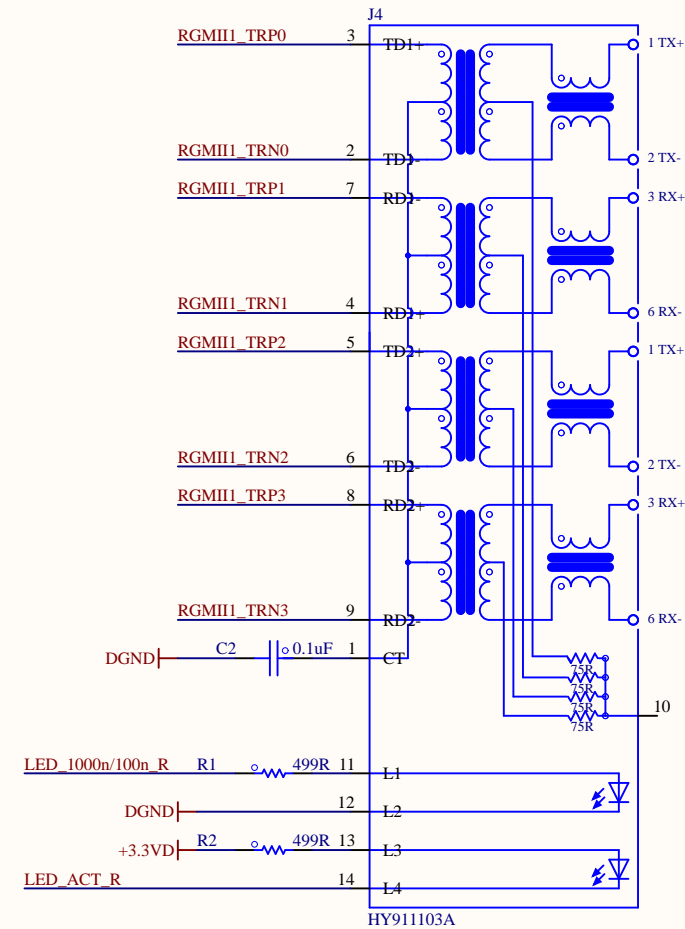 J4
RGMII1_TRP0 3 TD1+ 1 TX+
RGMII1_TRN0 2 TD1- 2 TX-
RGMII1_TRP1 7 RD1- 3 RX+
RGMII1_TRN1 4 RD1+ 6 RX-
RGMII1_TRP2 5 TD2+ 1 TX+
RGMII1_TRN2 6 TD2- 2 TX-
RGMII1_TRP3 8 RD2+ 3 RX+
RGMII1_TRN3 9 RD2- 6 RX-
DGND C2 0.1uF 1 CT
75R
75R
75R
75R
10
LED_1000n/100n_R R1 499R 11 L1
DGND 12 L2
+3.3VD R2 499R 13 L3
LED_ACT_R 14 L4
HY911103A